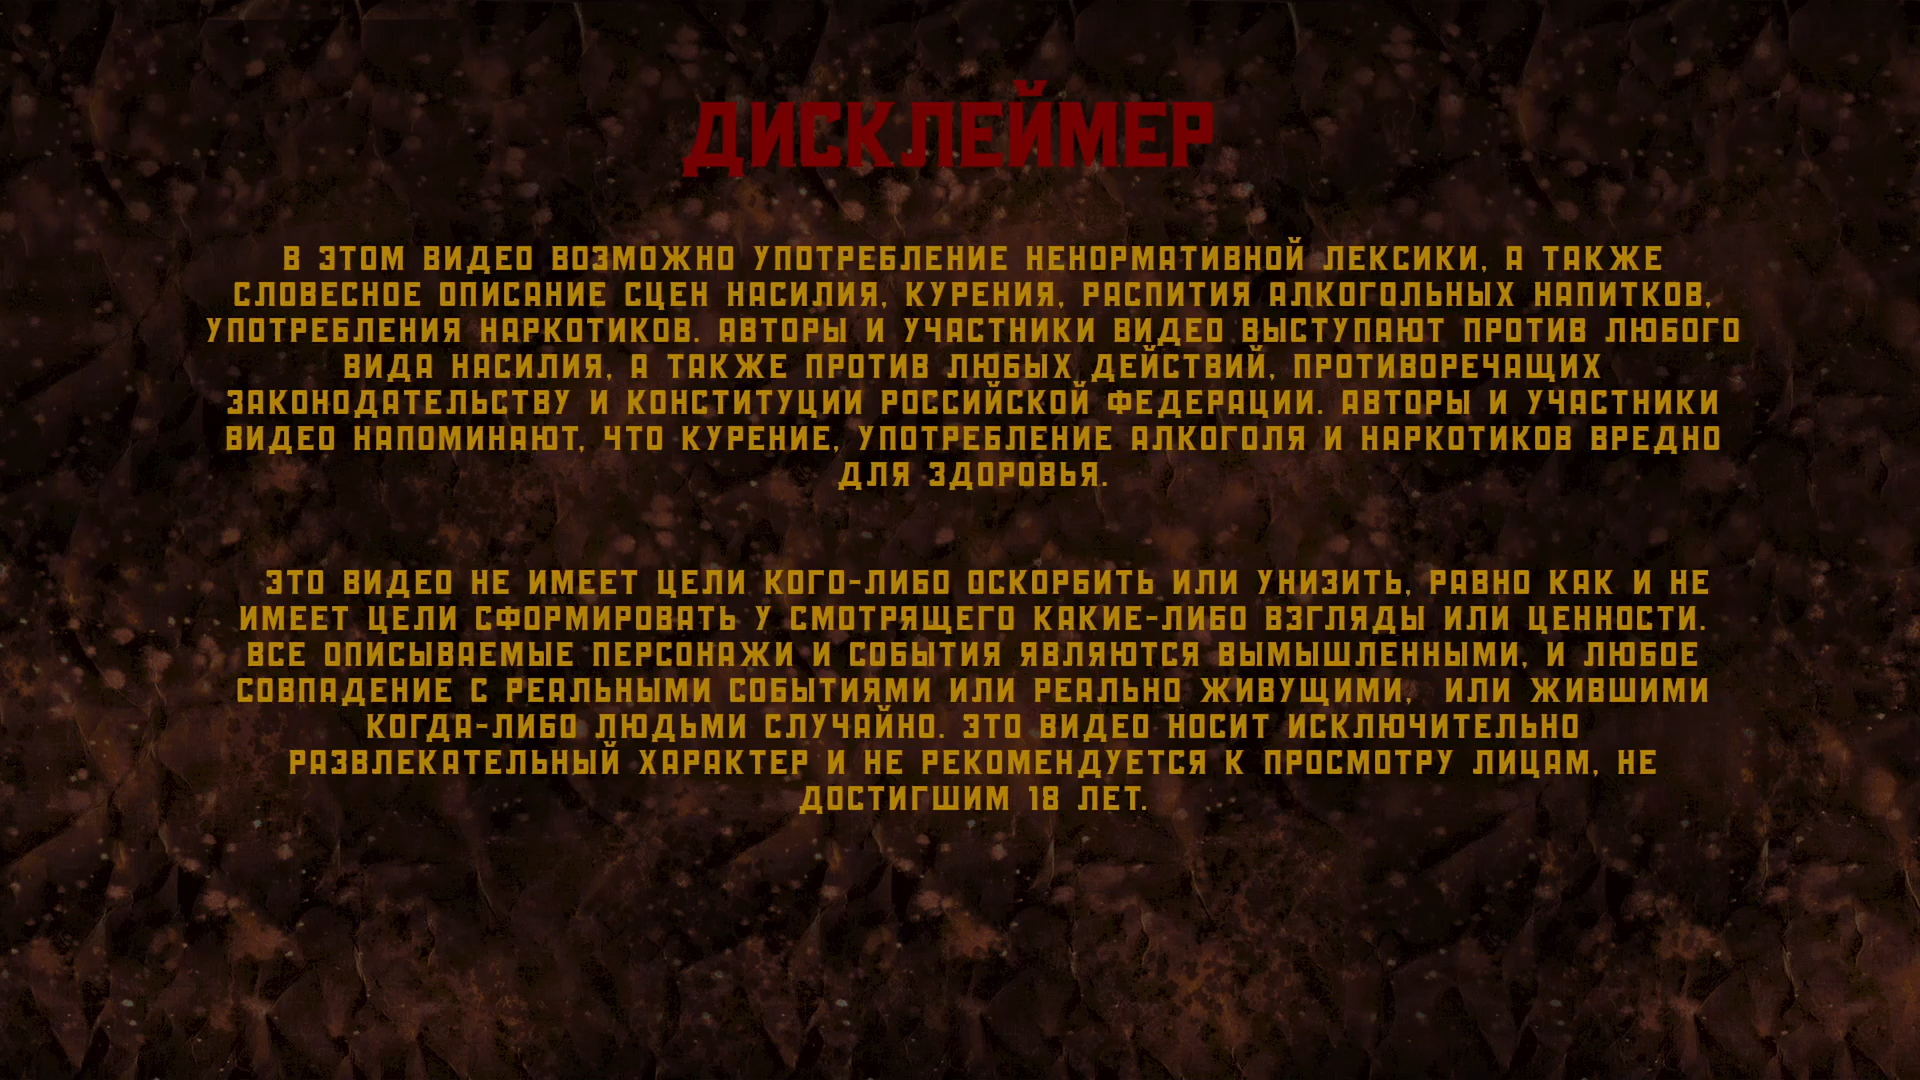 ДИСКЛЕЙМЕР
В ЭТОМ ВИДЕО ВОЗМОЖНО УПОТРЕБЛЕНИЕ НЕНОРМАТИВНОЙ ЛЕКСИКИ, А ТАКЖЕ
СЛОВЕСНОЕ ОПИСАНИЕ СЦЕН НАСИЛИЯ, КУРЕНИЯ, РАСПИТИЯ АЛКОГОЛЬНЫХ НАПИТКОВ,
УПОТРЕБЛЕНИЯ НАРКОТИКОВ. АВТОРЫ И УЧАСТНИКИ ВИДЕО ВЫСТУПАЮТ ПРОТИВ ЛЮБОГО
ВИДА НАСИЛИЯ, А ТАКЖЕ ПРОТИВ ЛЮБЫХ ДЕЙСТВИЙ, ПРОТИВОРЕЧАЩИХ
ЗАКОНОДАТЕЛЬСТВУ И КОНСТИТУЦИИ РОССИЙСКОЙ ФЕДЕРАЦИИ. АВТОРЫ И УЧАСТНИКИ
ВИДЕО НАПОМИНАЮТ, ЧТО КУРЕНИЕ, УПОТРЕБЛЕНИЕ АЛКОГОЛЯ И НАРКОТИКОВ ВРЕДНО
ДЛЯ ЗДОРОВЬЯ.
ЭТО ВИДЕО НЕ ИМЕЕТ ЦЕЛИ КОГО-ЛИБО ОСКОРБИТЬ ИЛИ УНИЗИТЬ, РАВНО КАК И НЕ
ИМЕЕТ ЦЕЛИ СФОРМИРОВАТЬ У СМОТРЯЩЕГО КАКИЕ-ЛИБО ВЗГЛЯДЫ ИЛИ ЦЕННОСТИ.
ВСЕ ОПИСЫВАЕМЫЕ ПЕРСОНАЖИ И СОБЫТИЯ ЯВЛЯЮТСЯ ВЫМЫШЛЕННЫМИ, И ЛЮБОЕ
СОВПАДЕНИЕ С РЕАЛЬНЫМИ СОБЫТИЯМИ ИЛИ РЕАЛЬНО ЖИВУЩИМИ, ИЛИ ЖИВШИМИ
КОГДА-ЛИБО ЛЮДЬМИ СЛУЧАЙНО. ЭТО ВИДЕО НОСИТ ИСКЛЮЧИТЕЛЬНО
РАЗВЛЕКАТЕЛЬНЫЙ ХАРАКТЕР И НЕ РЕКОМЕНДУЕТСЯ К ПРОСМОТРУ ЛИЦАМ, НЕ
ДОСТИГШИМ 18 ЛЕТ.